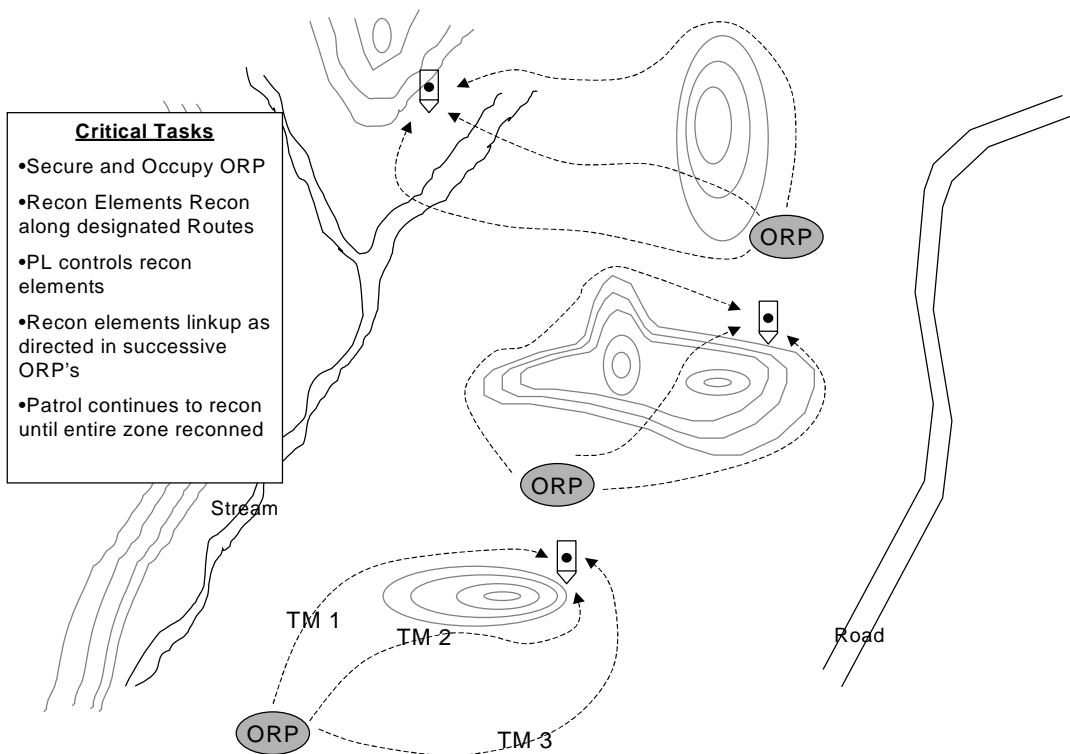 Critical Tasks
•Secure and Occupy ORP
•Recon Elements Recon
along designated Routes
•PL controls recon
elements
•Recon elements linkup as
directed in successive
ORP's
•Patrol continues to recon
until entire zone reconned
ORP
ORP
Stream
TM 1
TM 2
Road
ORP
TM 3